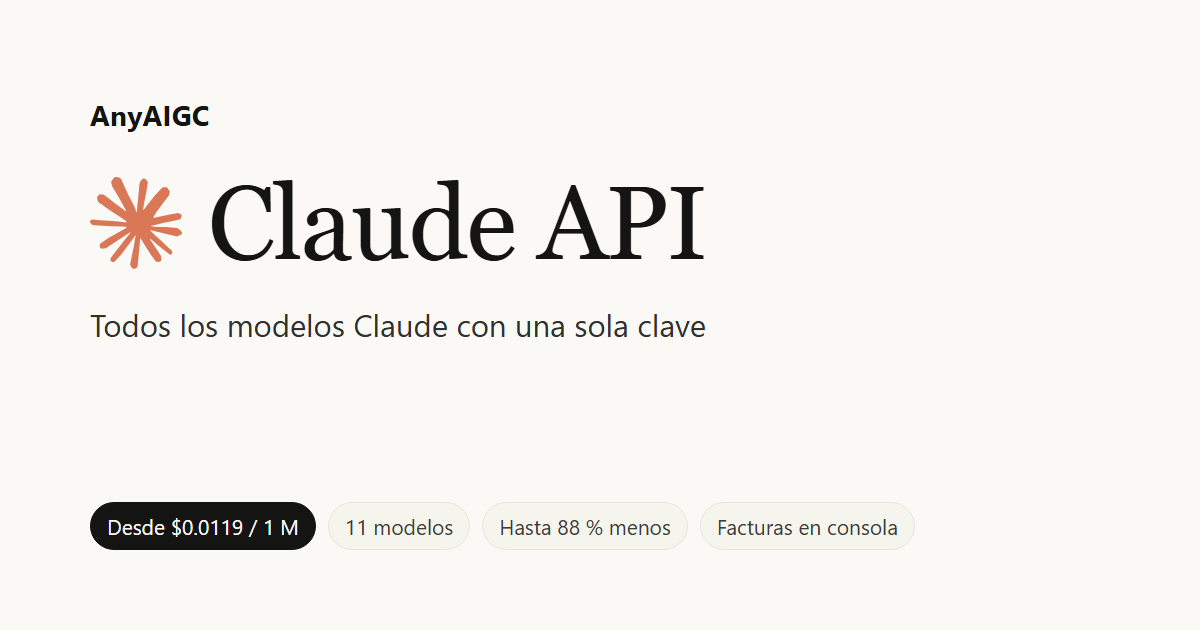 AnyAIGC
Claude API
Todos los modelos Claude con una sola clave
Desde $0.0119 / 1 M
11 modelos
Hasta 88 % menos
Facturas en consola